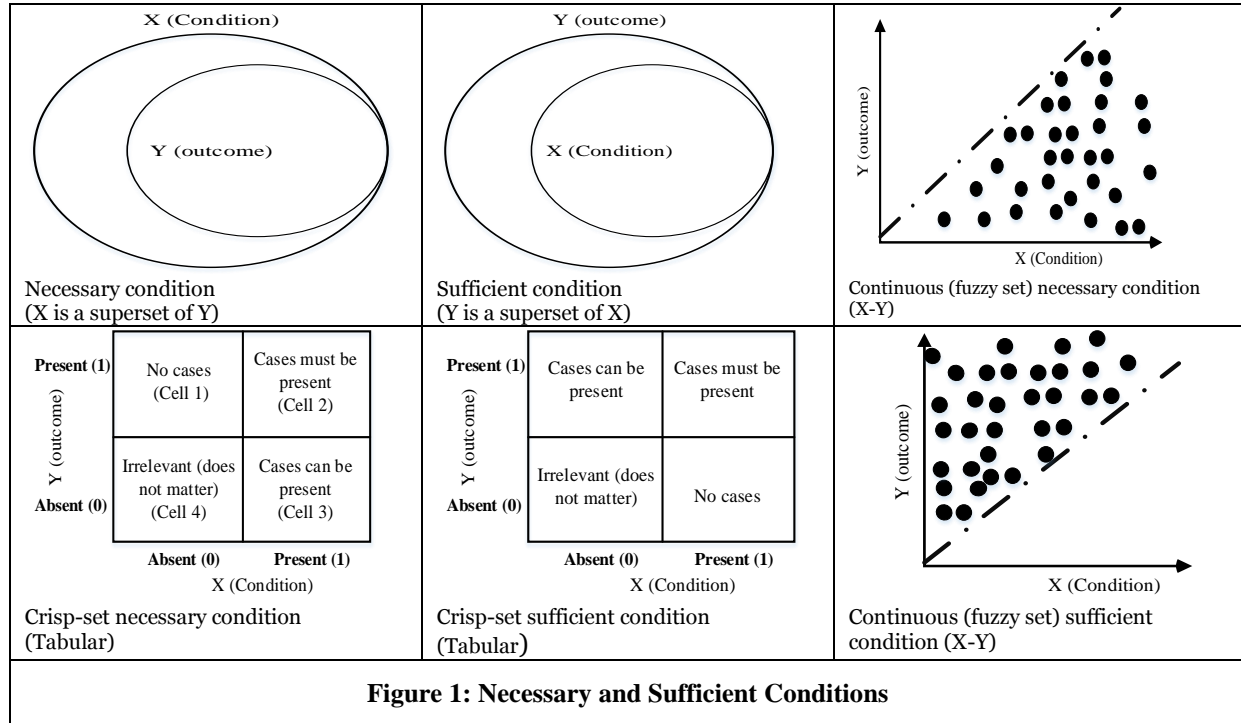 X (Condition)
Y (outcome)
Necessary condition
(X is a superset of Y)
Y (outcome)
X (Condition)
Sufficient condition
(Y is a superset of X)
Y (outcome)
X (Condition)
Continuous (fuzzy set) necessary condition
(X-Y)
Present (1)
Absent (0)
Y (outcome)
No cases
(Cell 1)
Cases must be
present
(Cell 2)
Irrelevant (does
not matter)
(Cell 4)
Cases can be
present
(Cell 3)
Absent (0)
Present (1)
X (Condition)
Crisp-set necessary condition
(Tabular)
Present (1)
Absent (0)
Y (outcome)
Cases can be
present
Cases must be
present
Irrelevant (does
not matter)
No cases
Absent (0)
Present (1)
X (Condition)
Crisp-set sufficient condition
(Tabular)
Y (outcome)
X (Condition)
Continuous (fuzzy set) sufficient
condition (X-Y)
Figure 1: Necessary and Sufficient Conditions